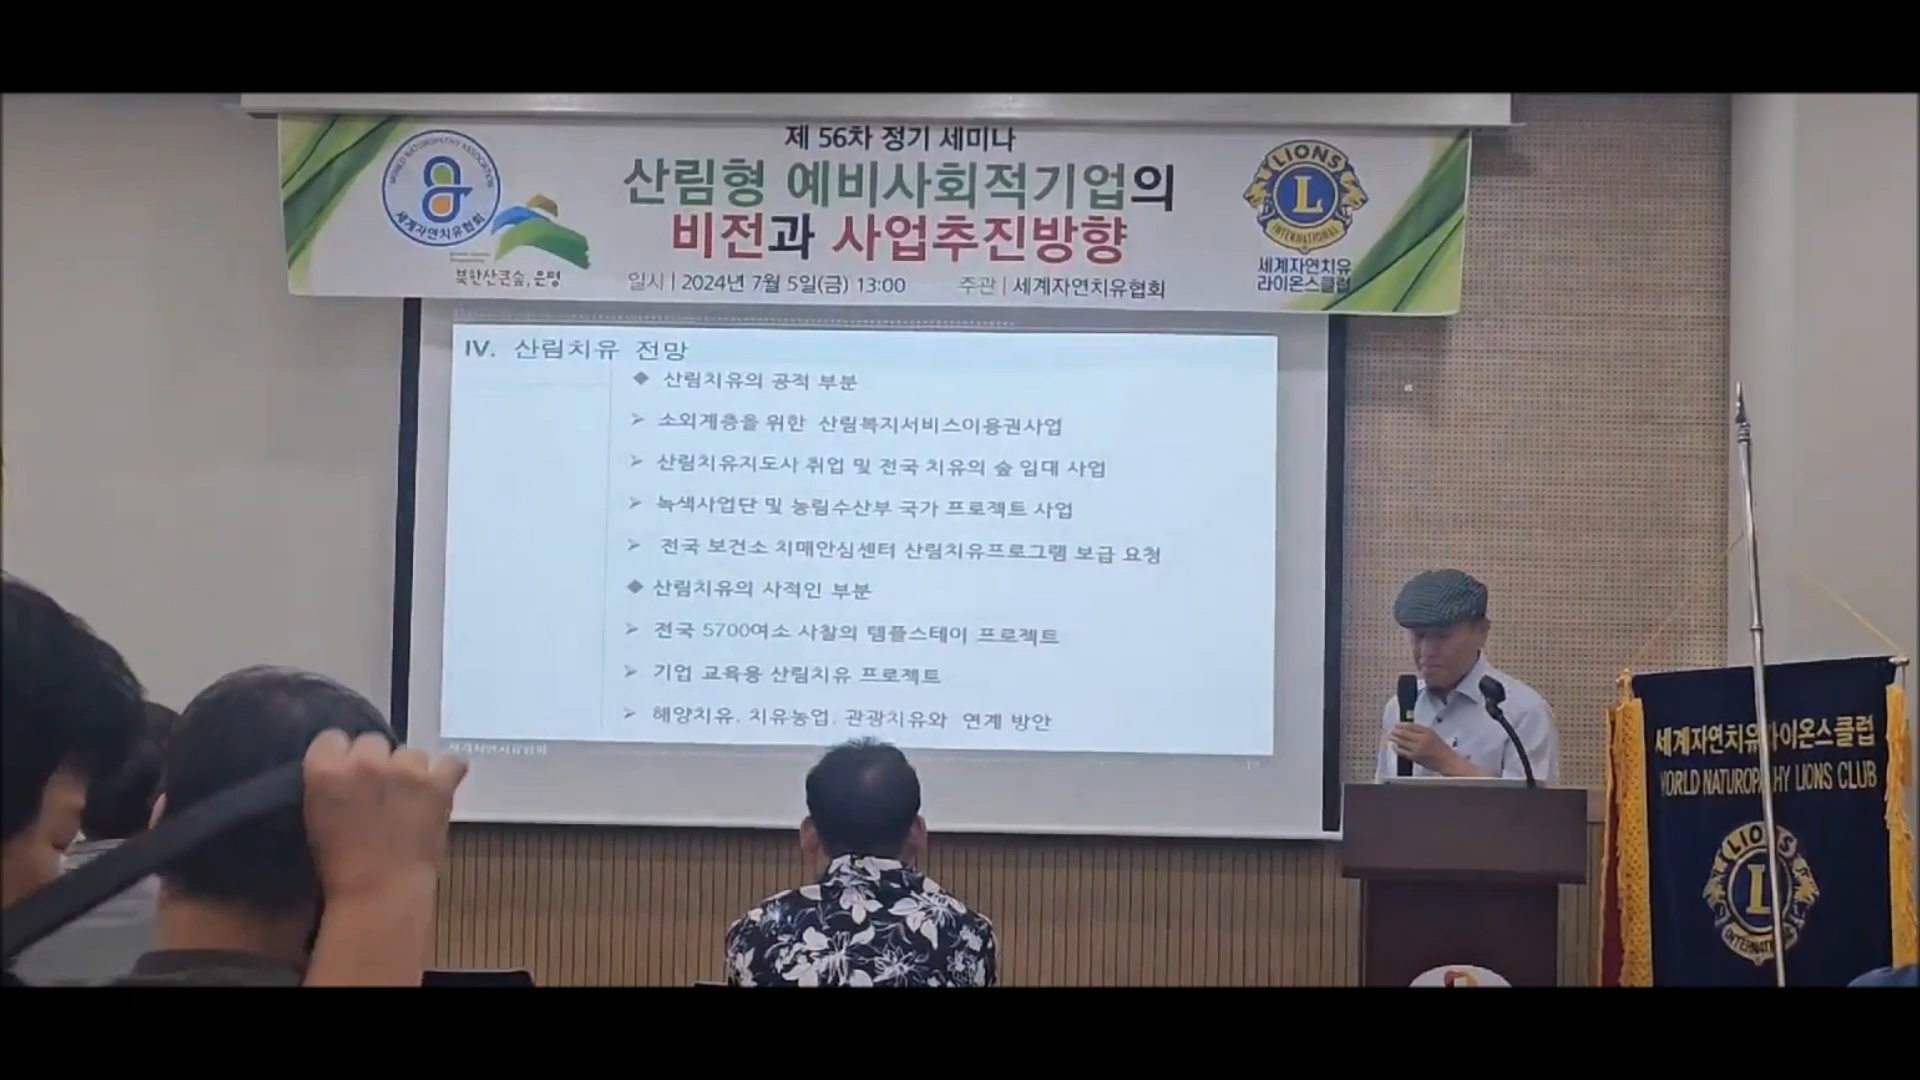 제 56차 정기 세미나
산림형 예비사회적기업의
비전과 사업추진방향
일시 | 2024년 7월 5일(금) 13:00 주관 | 세계자연치유협회
WORLD NATUROPATHY ASSOCIATION
세계자연치유협회
북한산큰숲, 은평
LIONS
L
INTERNATIONAL
세계자연치유
라이온스클럽
IV. 산림치유 전망
❖ 산림치유의 공적 부분
➢ 소외계층을 위한 산림복지서비스이용권사업
➢ 산림치유지도사 취업 및 전국 치유의 숲 임대 사업
➢ 녹색사업단 및 농림수산부 국가 프로젝트 사업
➢ 전국 보건소 치매안심센터 산림치유프로그램 보급 요청
❖ 산림치유의 사적인 부분
➢ 전국 5700여소 사찰의 템플스테이 프로젝트
➢ 기업 교육용 산림치유 프로젝트
➢ 해양치유, 치유농업, 관광치유와 연계 방안
세계자연치유협회
세계자연치유라이온스클럽
WORLD NATUROPATHY LIONS CLUB
LIONS
L
INTERNATIONAL